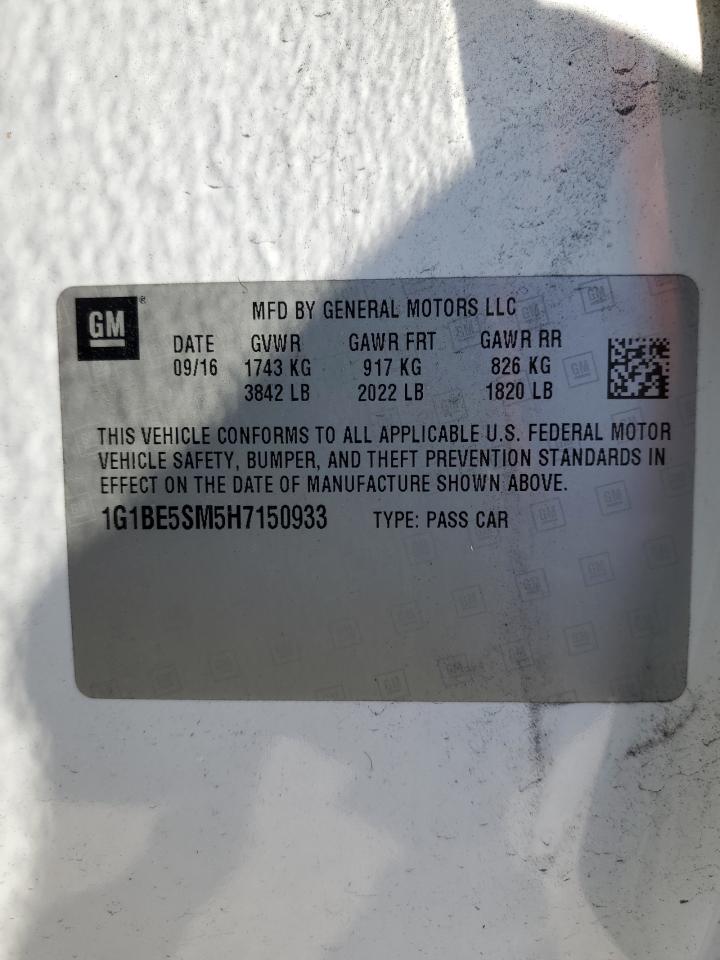 GM®
MFD BY GENERAL MOTORS LLC
DATE GVWR GAWR FRT GAWR RR
09/16 1743 KG 917 KG 826 KG
3842 LB 2022 LB 1820 LB
THIS VEHICLE CONFORMS TO ALL APPLICABLE U.S. FEDERAL MOTOR
VEHICLE SAFETY, BUMPER, AND THEFT PREVENTION STANDARDS IN
EFFECT ON THE DATE OF MANUFACTURE SHOWN ABOVE.
1G1BE5SM5H7150933 TYPE: PASS CAR